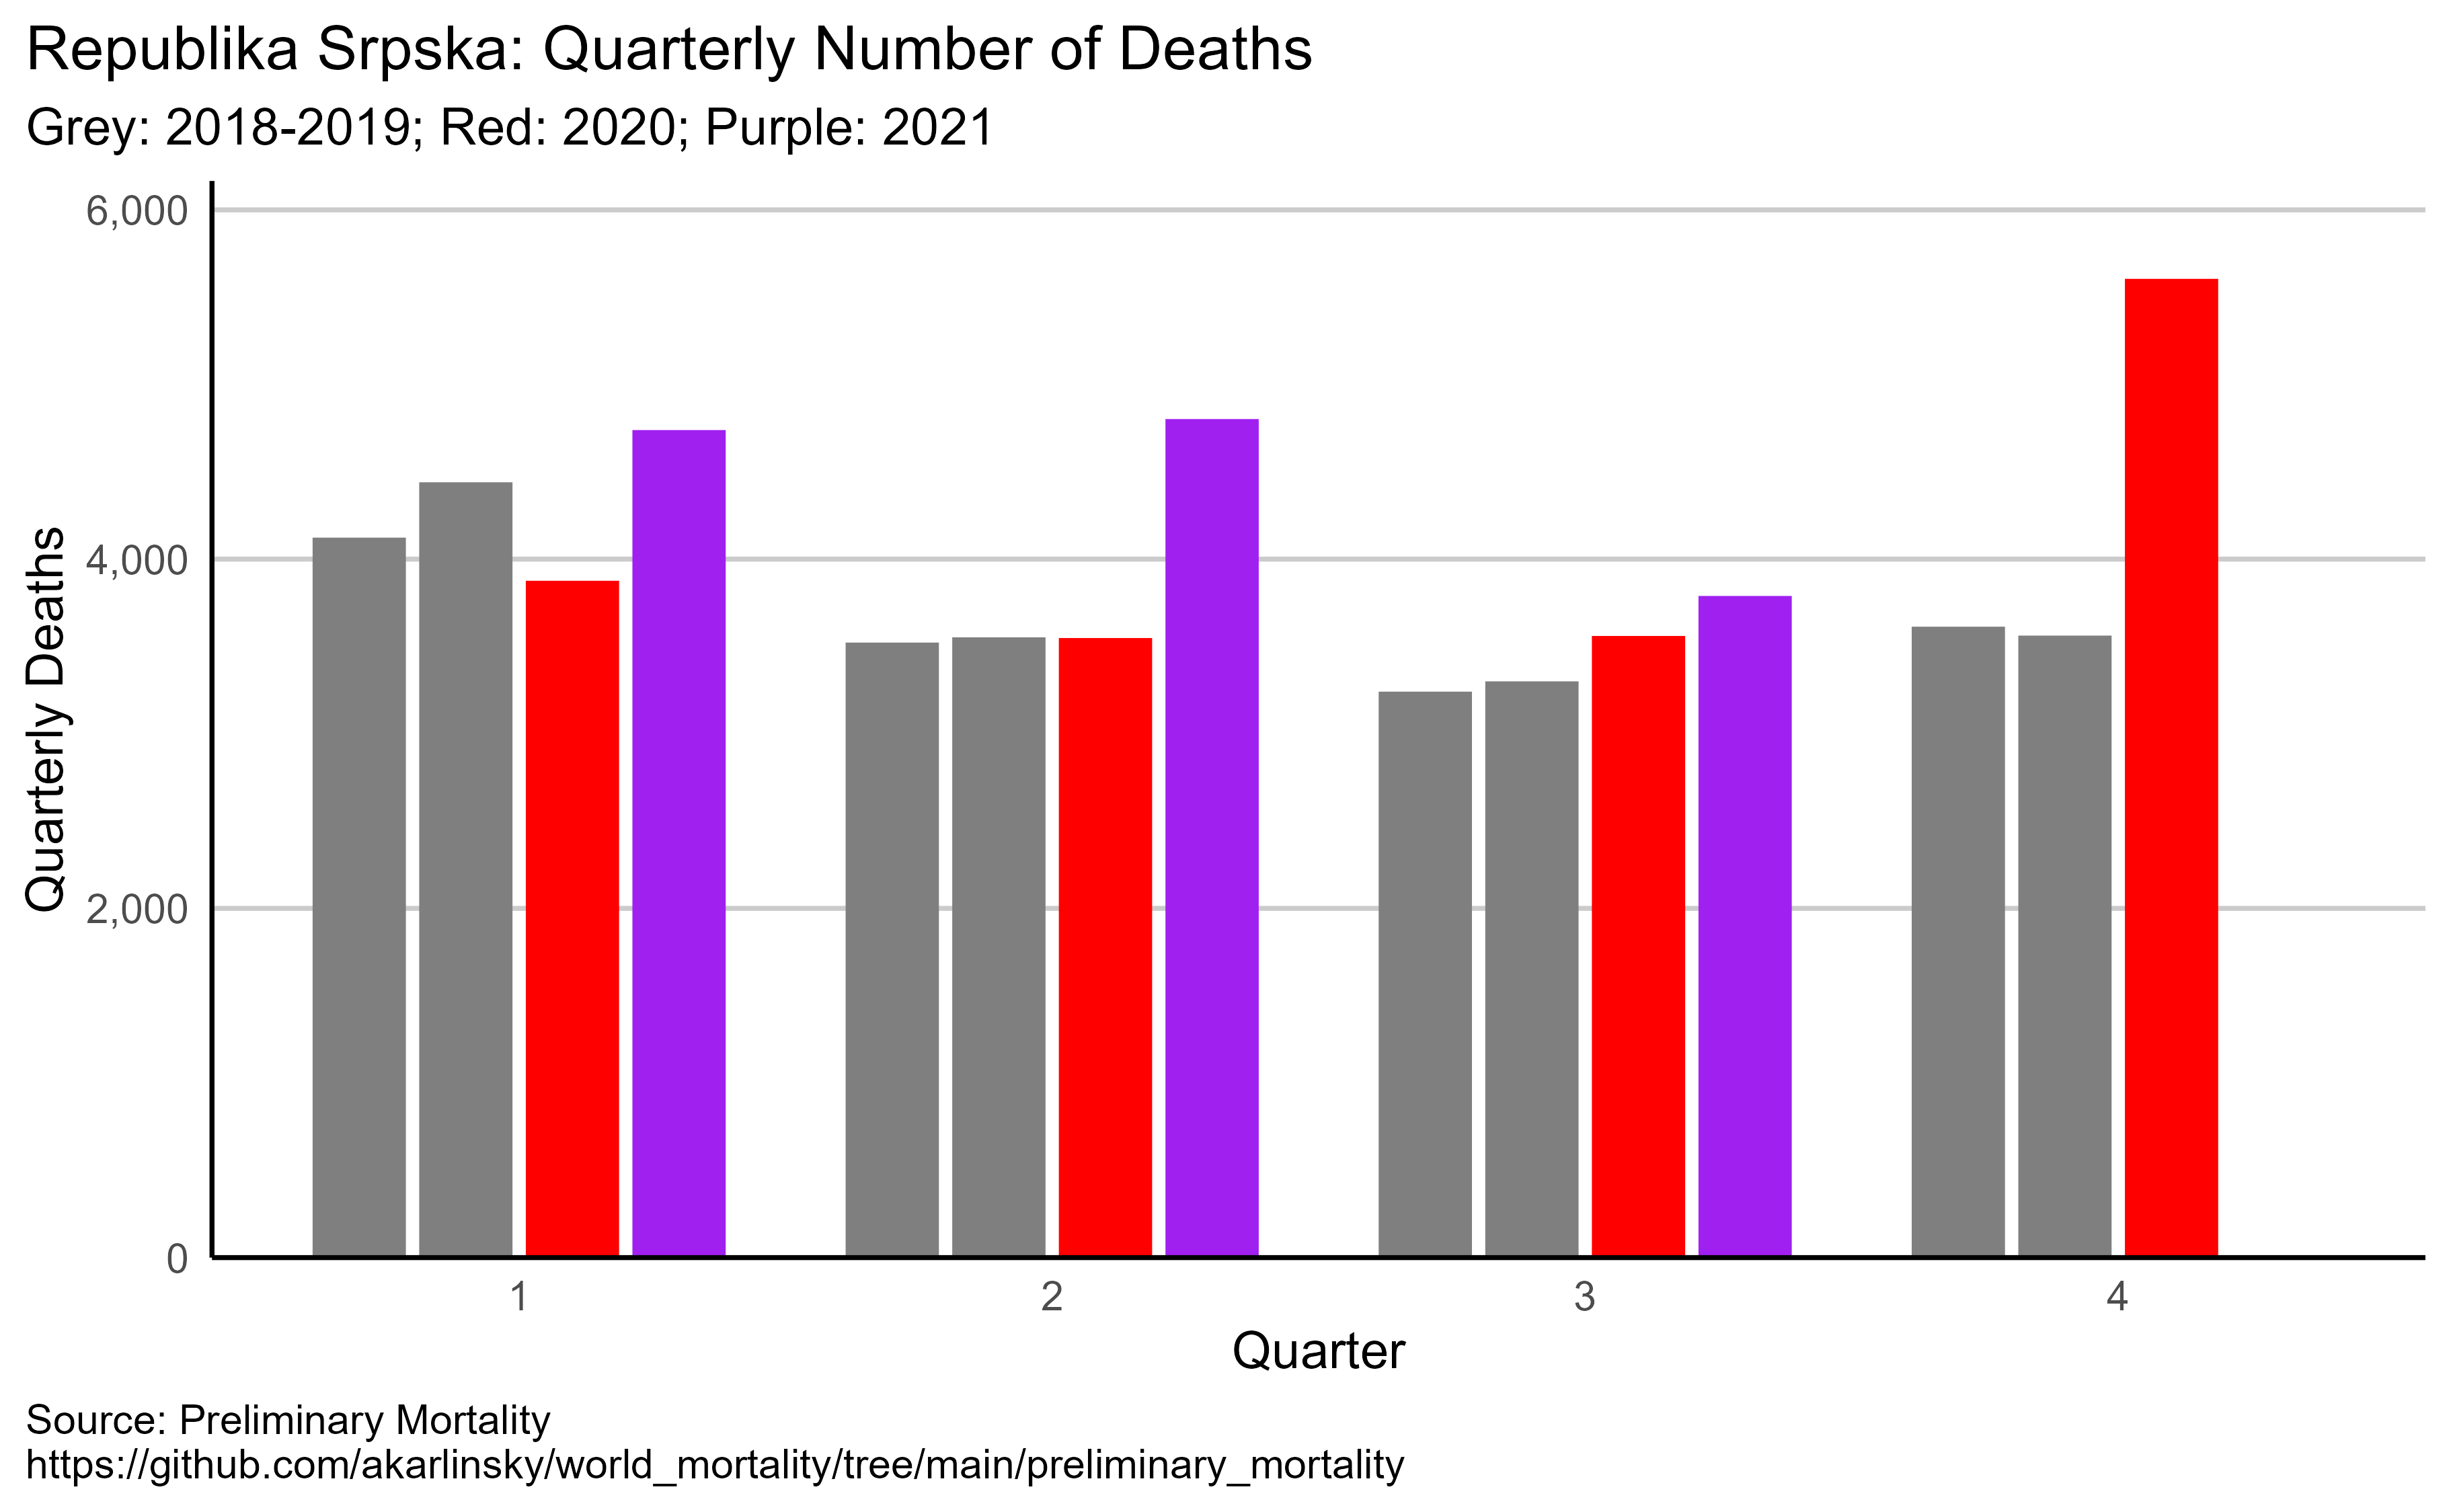 Republika Srpska: Quarterly Number of Deaths
Grey: 2018-2019; Red: 2020; Purple: 2021
6,000
4,000
2,000
0
Quarterly Deaths
1 2 3 4
Quarter
Source: Preliminary Mortality
https://github.com/akarlinsky/world_mortality/tree/main/preliminary_mortality